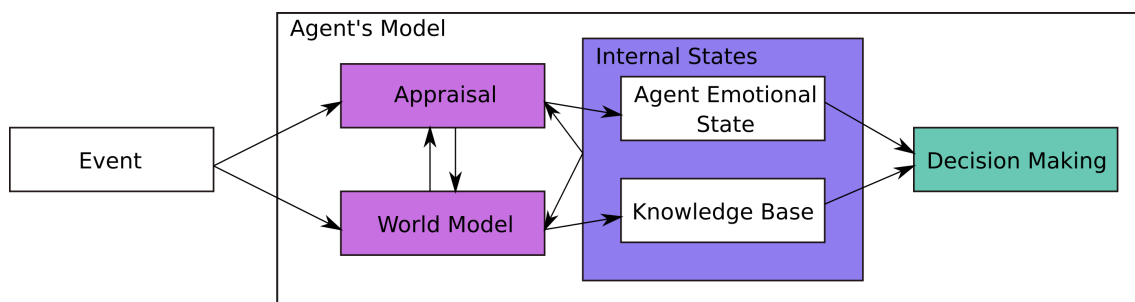 Agent's Model
Internal States
Appraisal
Agent Emotional
State
Event
Decision Making
World Model
Knowledge Base